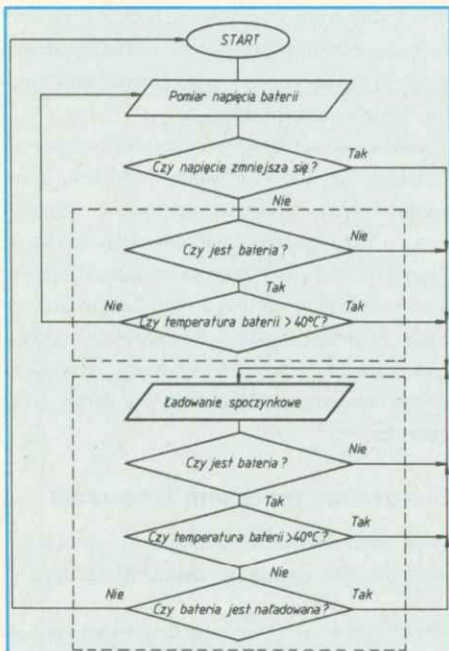 START
Pomiar napięcia baterii
Czy napięcie zmniejsza się?
Tak
Nie
Czy jest bateria?
Nie
Tak
Nie
Czy temperatura baterii > 40°C?
Tak
Ładowanie spoczynkowe
Nie
Czy jest bateria?
Tak
Tak
Czy temperatura baterii >40°C?
Nie
Nie
Czy bateria jest naładowana?
Tak